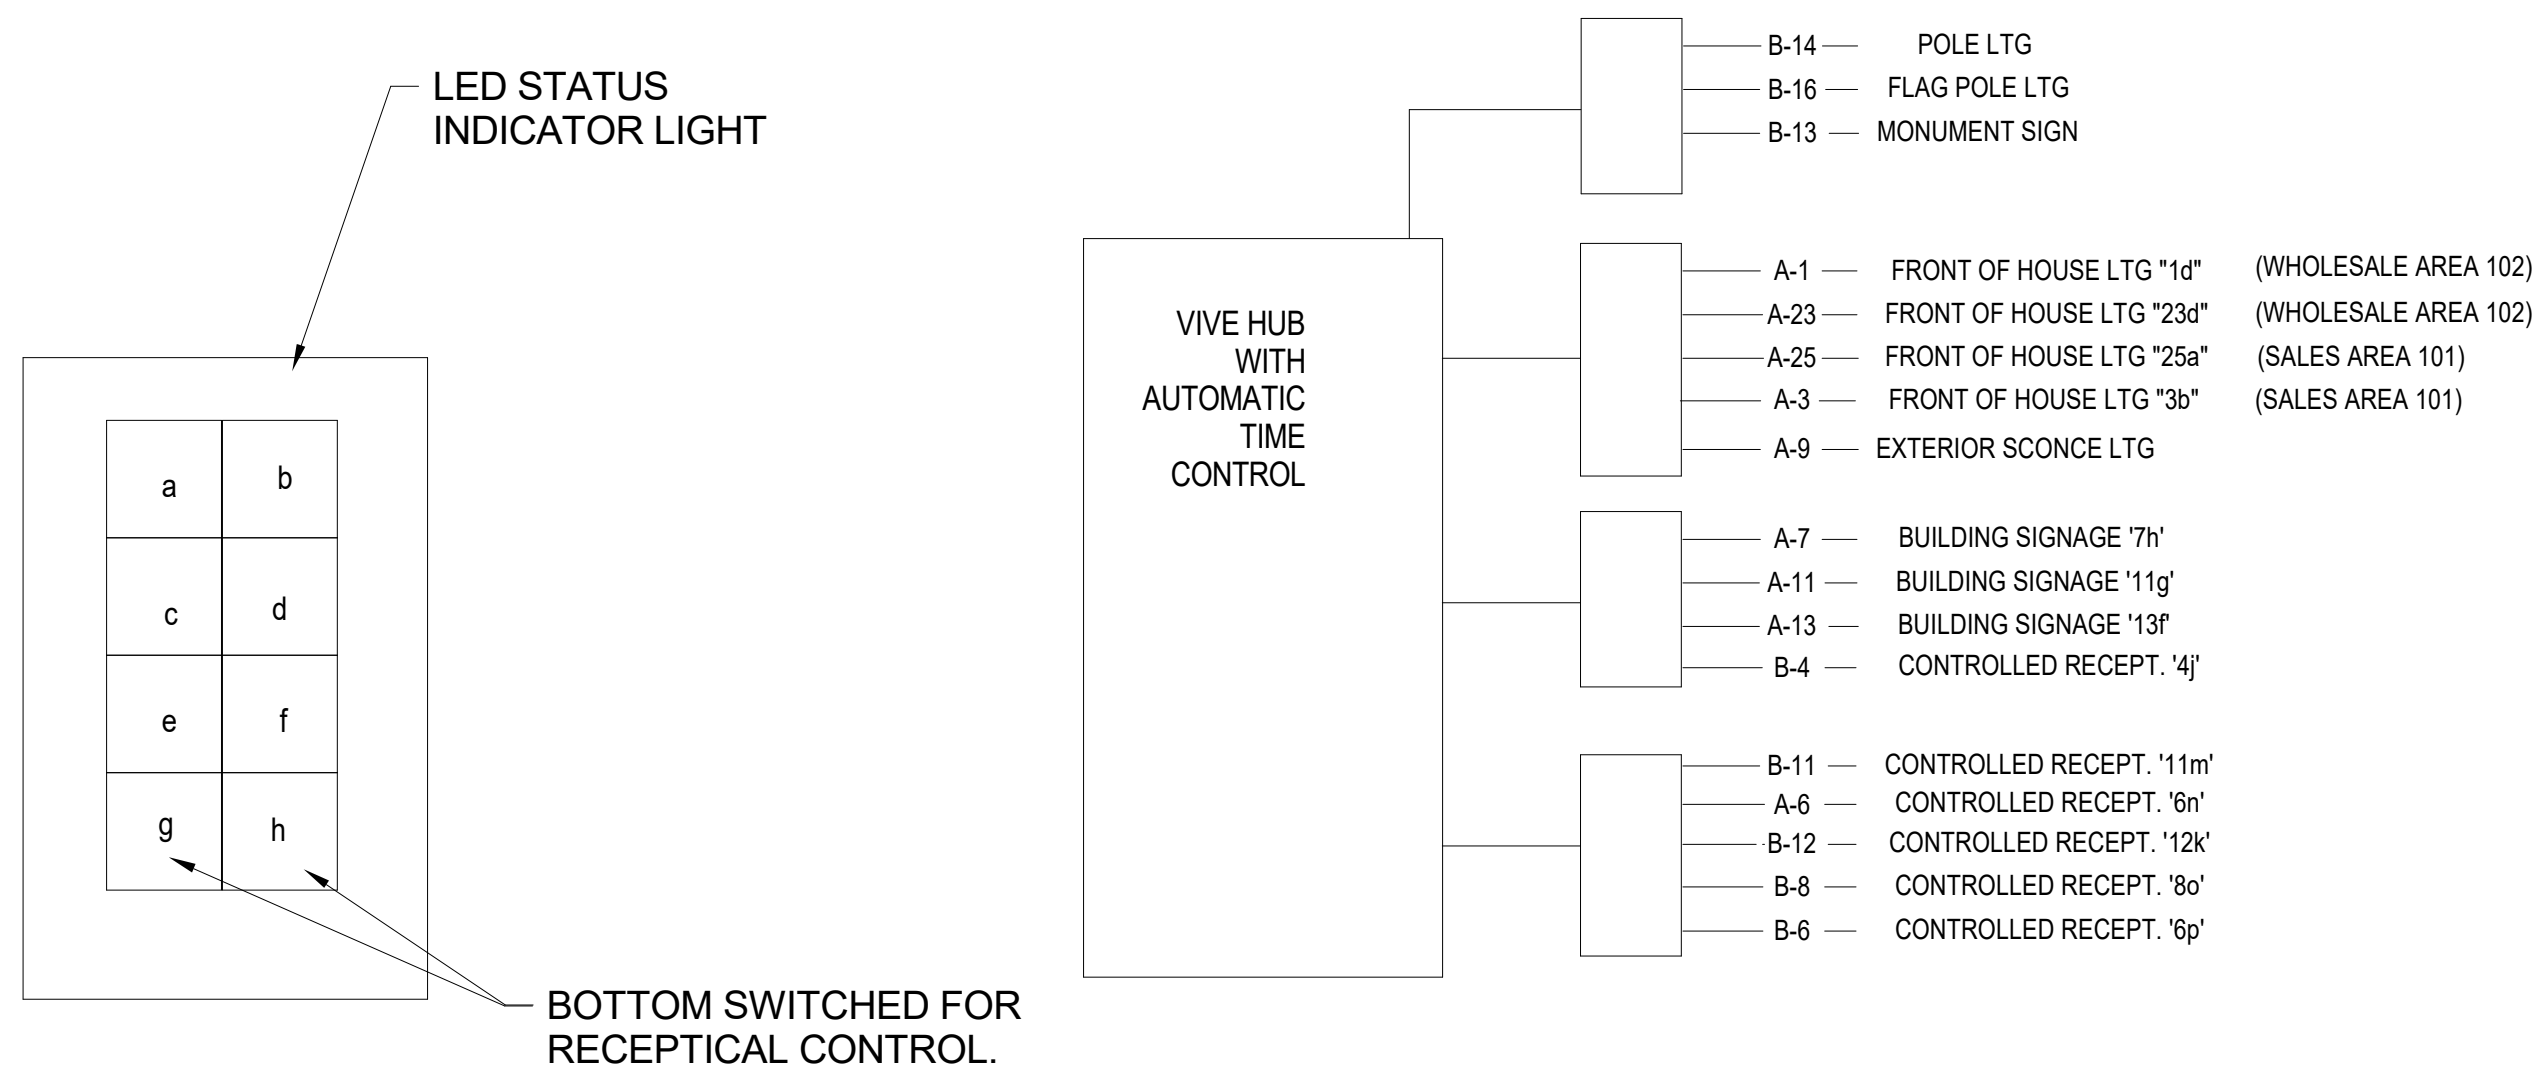 LED STATUS
INDICATOR LIGHT
a b
c d
e f
g h
BOTTOM SWITCHED FOR
RECEPTICAL CONTROL.
VIVE HUB
WITH
AUTOMATIC
TIME
CONTROL
B-14 POLE LTG
B-16 FLAG POLE LTG
B-13 MONUMENT SIGN
A-1 FRONT OF HOUSE LTG "1d" (WHOLESALE AREA 102)
A-23 FRONT OF HOUSE LTG "23d" (WHOLESALE AREA 102)
A-25 FRONT OF HOUSE LTG "25a" (SALES AREA 101)
A-3 FRONT OF HOUSE LTG "3b" (SALES AREA 101)
A-9 EXTERIOR SCONCE LTG
A-7 BUILDING SIGNAGE '7h'
A-11 BUILDING SIGNAGE '11g'
A-13 BUILDING SIGNAGE '13f'
B-4 CONTROLLED RECEPT. '4j'
B-11 CONTROLLED RECEPT. '11m'
A-6 CONTROLLED RECEPT. '6n'
B-12 CONTROLLED RECEPT. '12k'
B-8 CONTROLLED RECEPT. '8o'
B-6 CONTROLLED RECEPT. '6p'